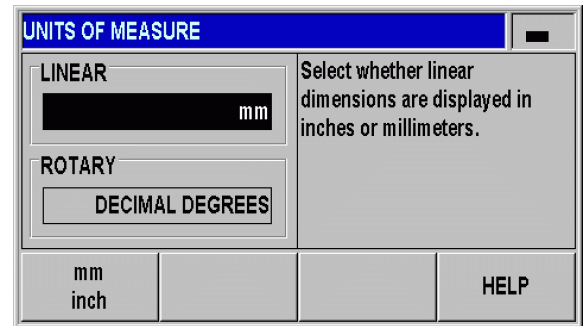 UNITS OF MEASURE
LINEAR
mm
ROTARY
DECIMAL DEGREES
Select whether linear
dimensions are displayed in
inches or millimeters.
mm
inch
HELP